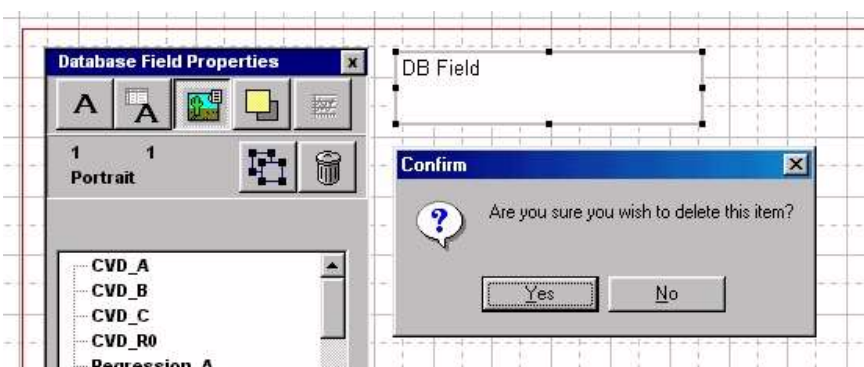 Database Field Properties
DB Field
A
A
1 1
Portrait
Confirm
Are you sure you wish to delete this item?
Yes No
CVD_A
CVD_B
CVD_C
CVD_R0
Regression_A